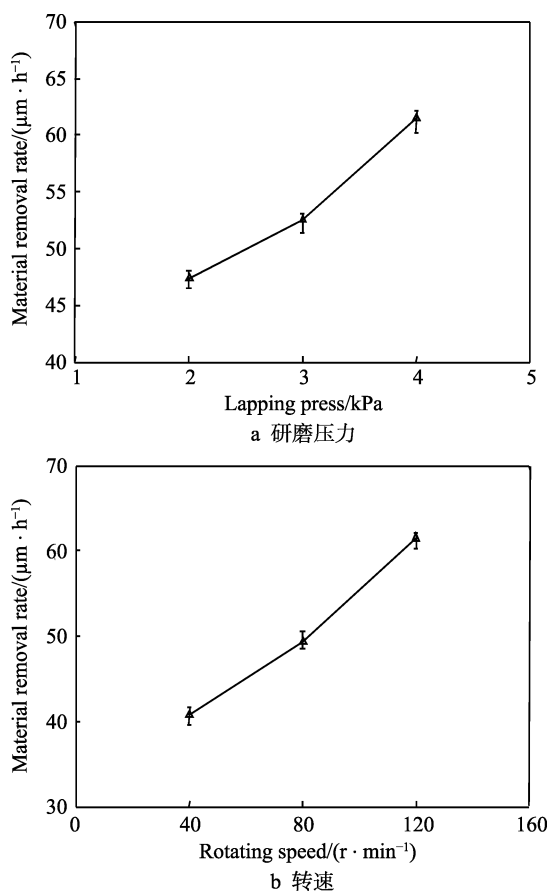 70
65
60
55
50
45
40
Material removal rate/(μm · h⁻¹)
1 2 3 4 5
Lapping press/kPa
a 研磨压力
70
60
50
40
30
Material removal rate/(μm · h⁻¹)
0 40 80 120 160
Rotating speed/(r · min⁻¹)
b 转速